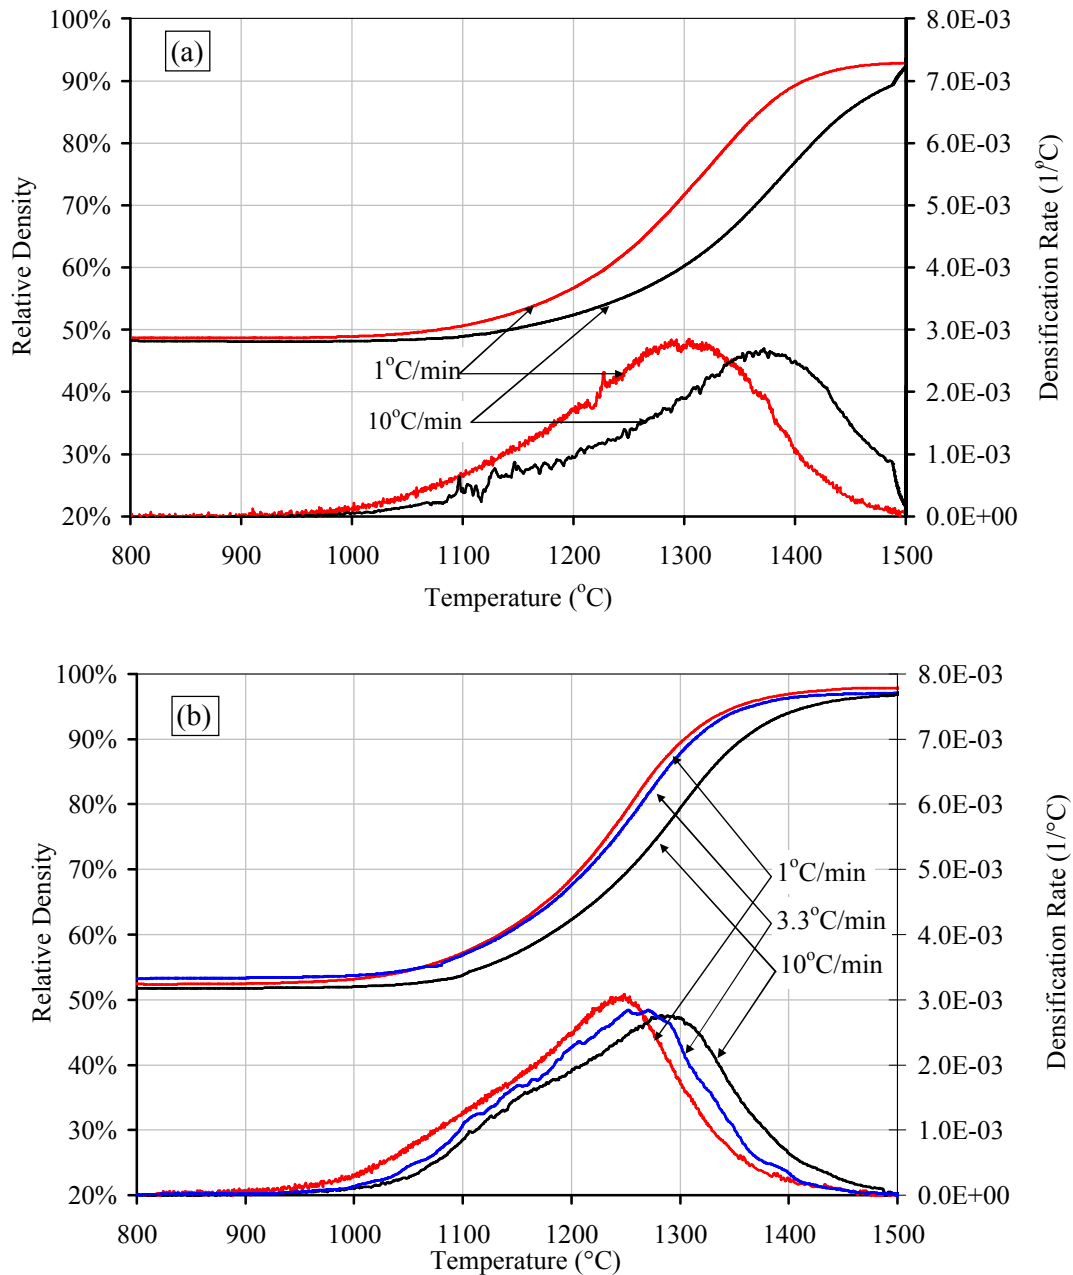 (a)
100%
90%
80%
70%
60%
50%
40%
30%
20%
Relative Density
8.0E-03
7.0E-03
6.0E-03
5.0E-03
4.0E-03
3.0E-03
2.0E-03
1.0E-03
0.0E+00
Densification Rate (1/°C)
1°C/min
10°C/min
800 900 1000 1100 1200 1300 1400 1500
Temperature (°C)
(b)
100%
90%
80%
70%
60%
50%
40%
30%
20%
Relative Density
8.0E-03
7.0E-03
6.0E-03
5.0E-03
4.0E-03
3.0E-03
2.0E-03
1.0E-03
0.0E+00
Densification Rate (1/°C)
1°C/min
3.3°C/min
10°C/min
800 900 1000 1100 1200 1300 1400 1500
Temperature (°C)